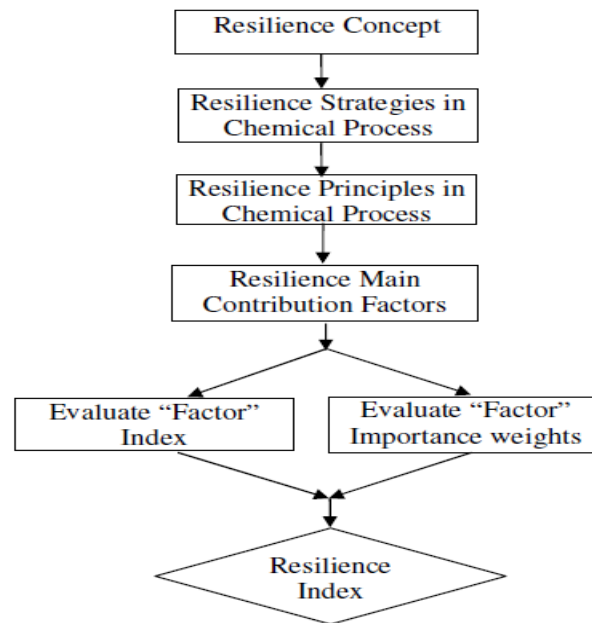 Resilience Concept
Resilience Strategies in
Chemical Process
Resilience Principles in
Chemical Process
Resilience Main
Contribution Factors
Evaluate “Factor”
Index
Evaluate “Factor”
Importance weights
Resilience
Index